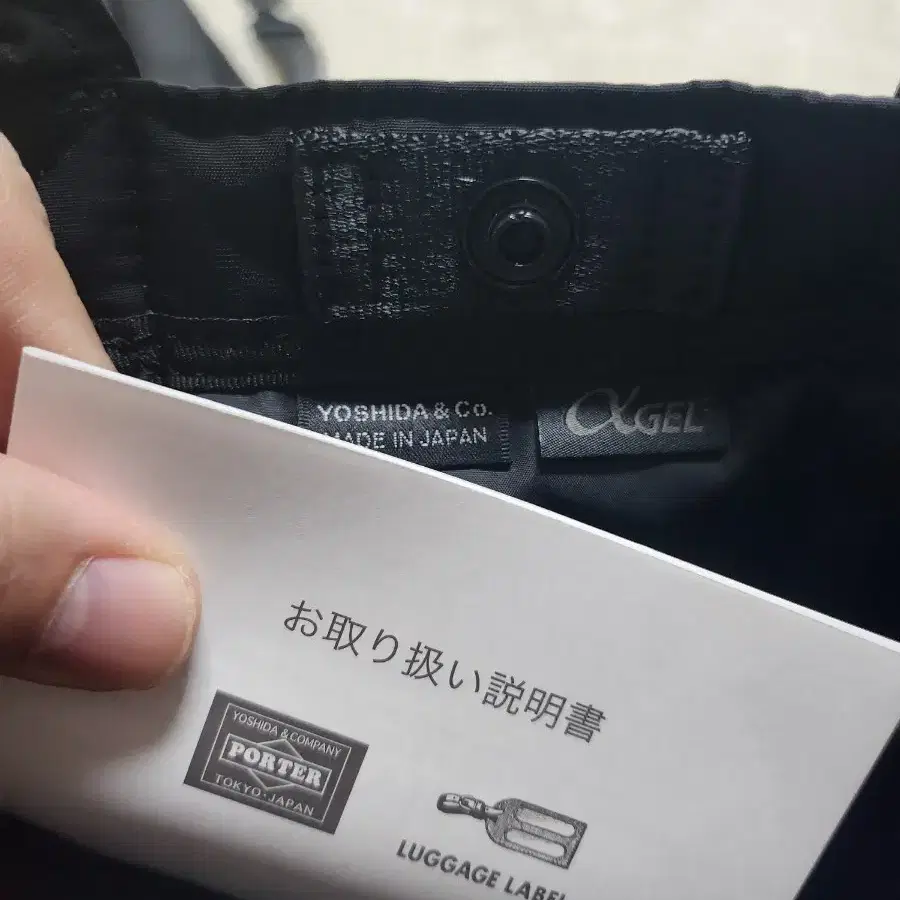 YOSHIDA & Co.
MADE IN JAPAN
αGEL
お取り扱い説明書
YOSHIDA & COMPANY
PORTER
TOKYO・JAPAN
LUGGAGE LABEL